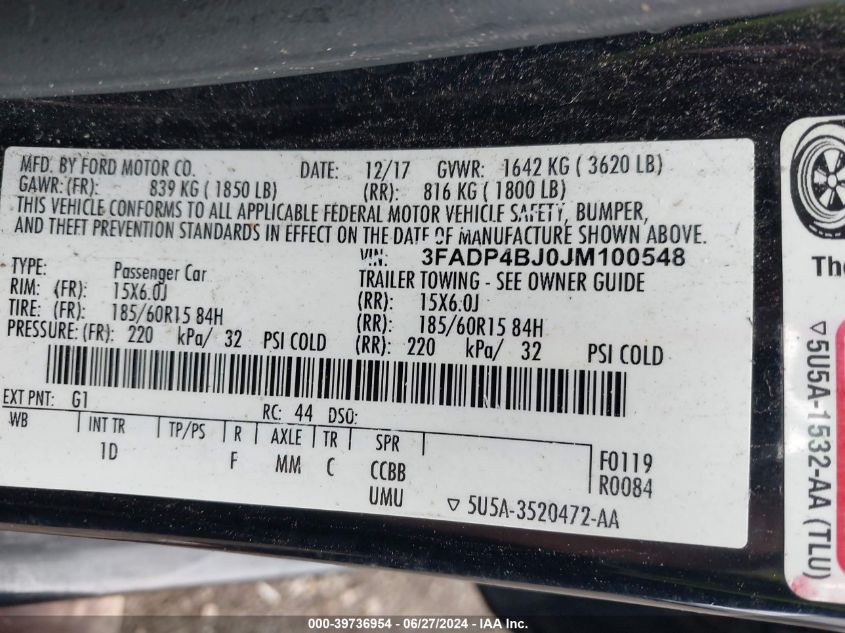 MFD. BY FORD MOTOR CO. DATE: 12/17 GVWR: 1642 KG ( 3620 LB)
GAWR: (FR): 839 KG ( 1850 LB) (RR): 816 KG ( 1800 LB)
THIS VEHICLE CONFORMS TO ALL APPLICABLE FEDERAL MOTOR VEHICLE SAFETY, BUMPER,
AND THEFT PREVENTION STANDARDS IN EFFECT ON THE DATE OF MANUFACTURE SHOWN ABOVE.
VIN: 3FADP4BJ0JM100548
TYPE: Passenger Car TRAILER TOWING - SEE OWNER GUIDE
RIM: (FR): 15X6.0J (RR): 15X6.0J
TIRE: (FR): 185/60R15 84H (RR): 185/60R15 84H
PRESSURE: (FR): 220 kPa/ 32 PSI COLD (RR): 220 kPa/ 32 PSI COLD
EXT PNT: G1 RC: 44 DSO:
WB INT TR TP/PS R AXLE TR SPR
1D F MM C CCBB F0119
UMU R0084
▽ 5U5A-3520472-AA
The
▽5U5A-1532-AA (TLU)
000-39736954 - 06/27/2024 - IAA Inc.